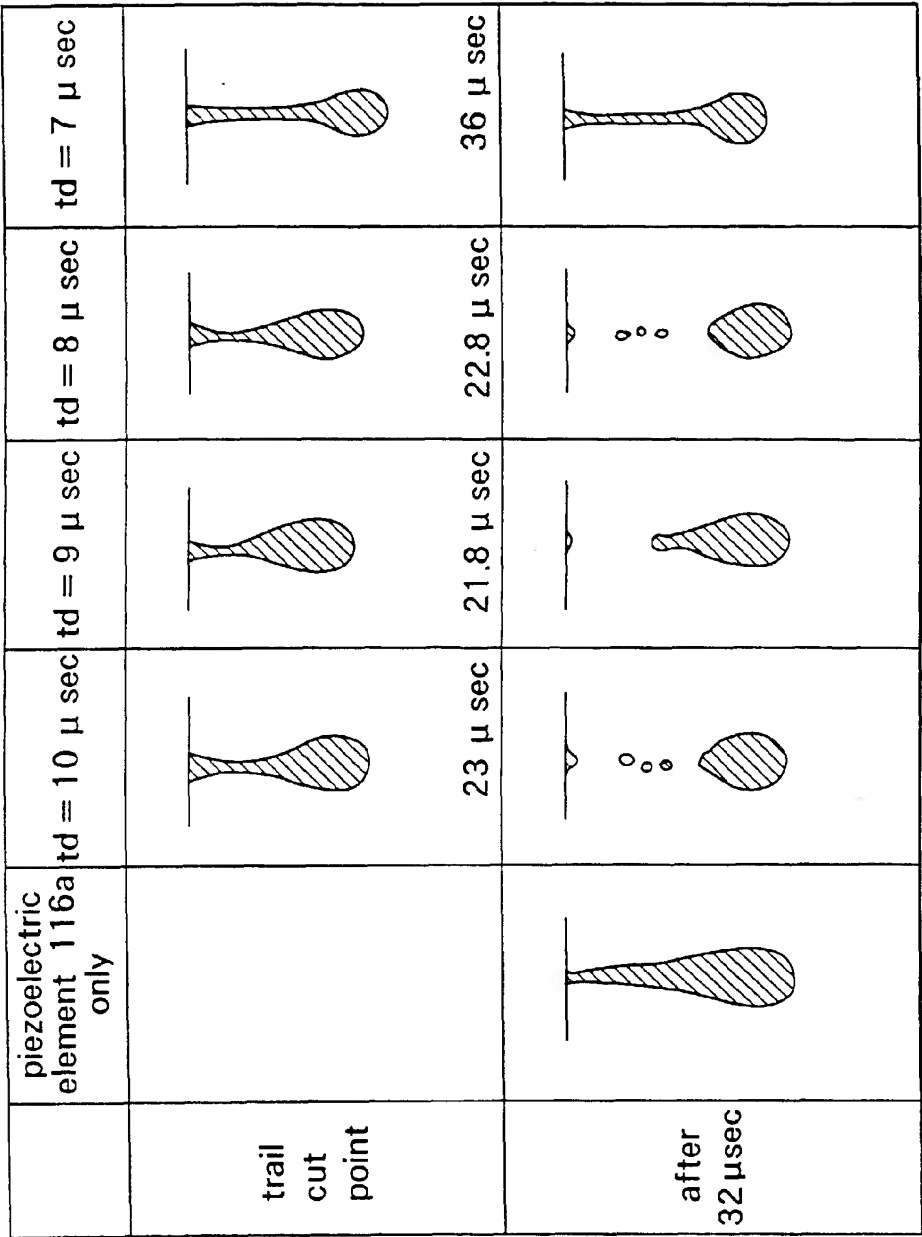 piezoelectric
element 116a
only
td = 10 μ sec
td = 9 μ sec
td = 8 μ sec
td = 7 μ sec
trail
cut
point
23 μ sec
21.8 μ sec
22.8 μ sec
36 μ sec
after
32 μsec